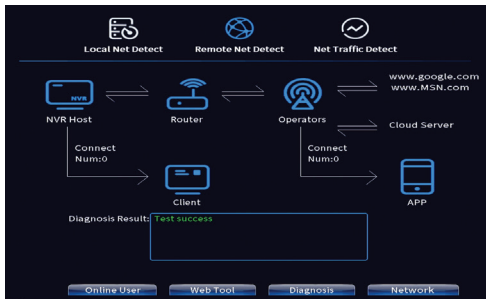 Local Net Detect
Remote Net Detect
Net Traffic Detect
www.google.com
www.MSN.com
NVR
NVR Host
Router
Operators
Cloud Server
Connect
Num:0
Connect
Num:0
Client
APP
Diagnosis Result:
Test success
Online User
Web Tool
Diagnosis
Network